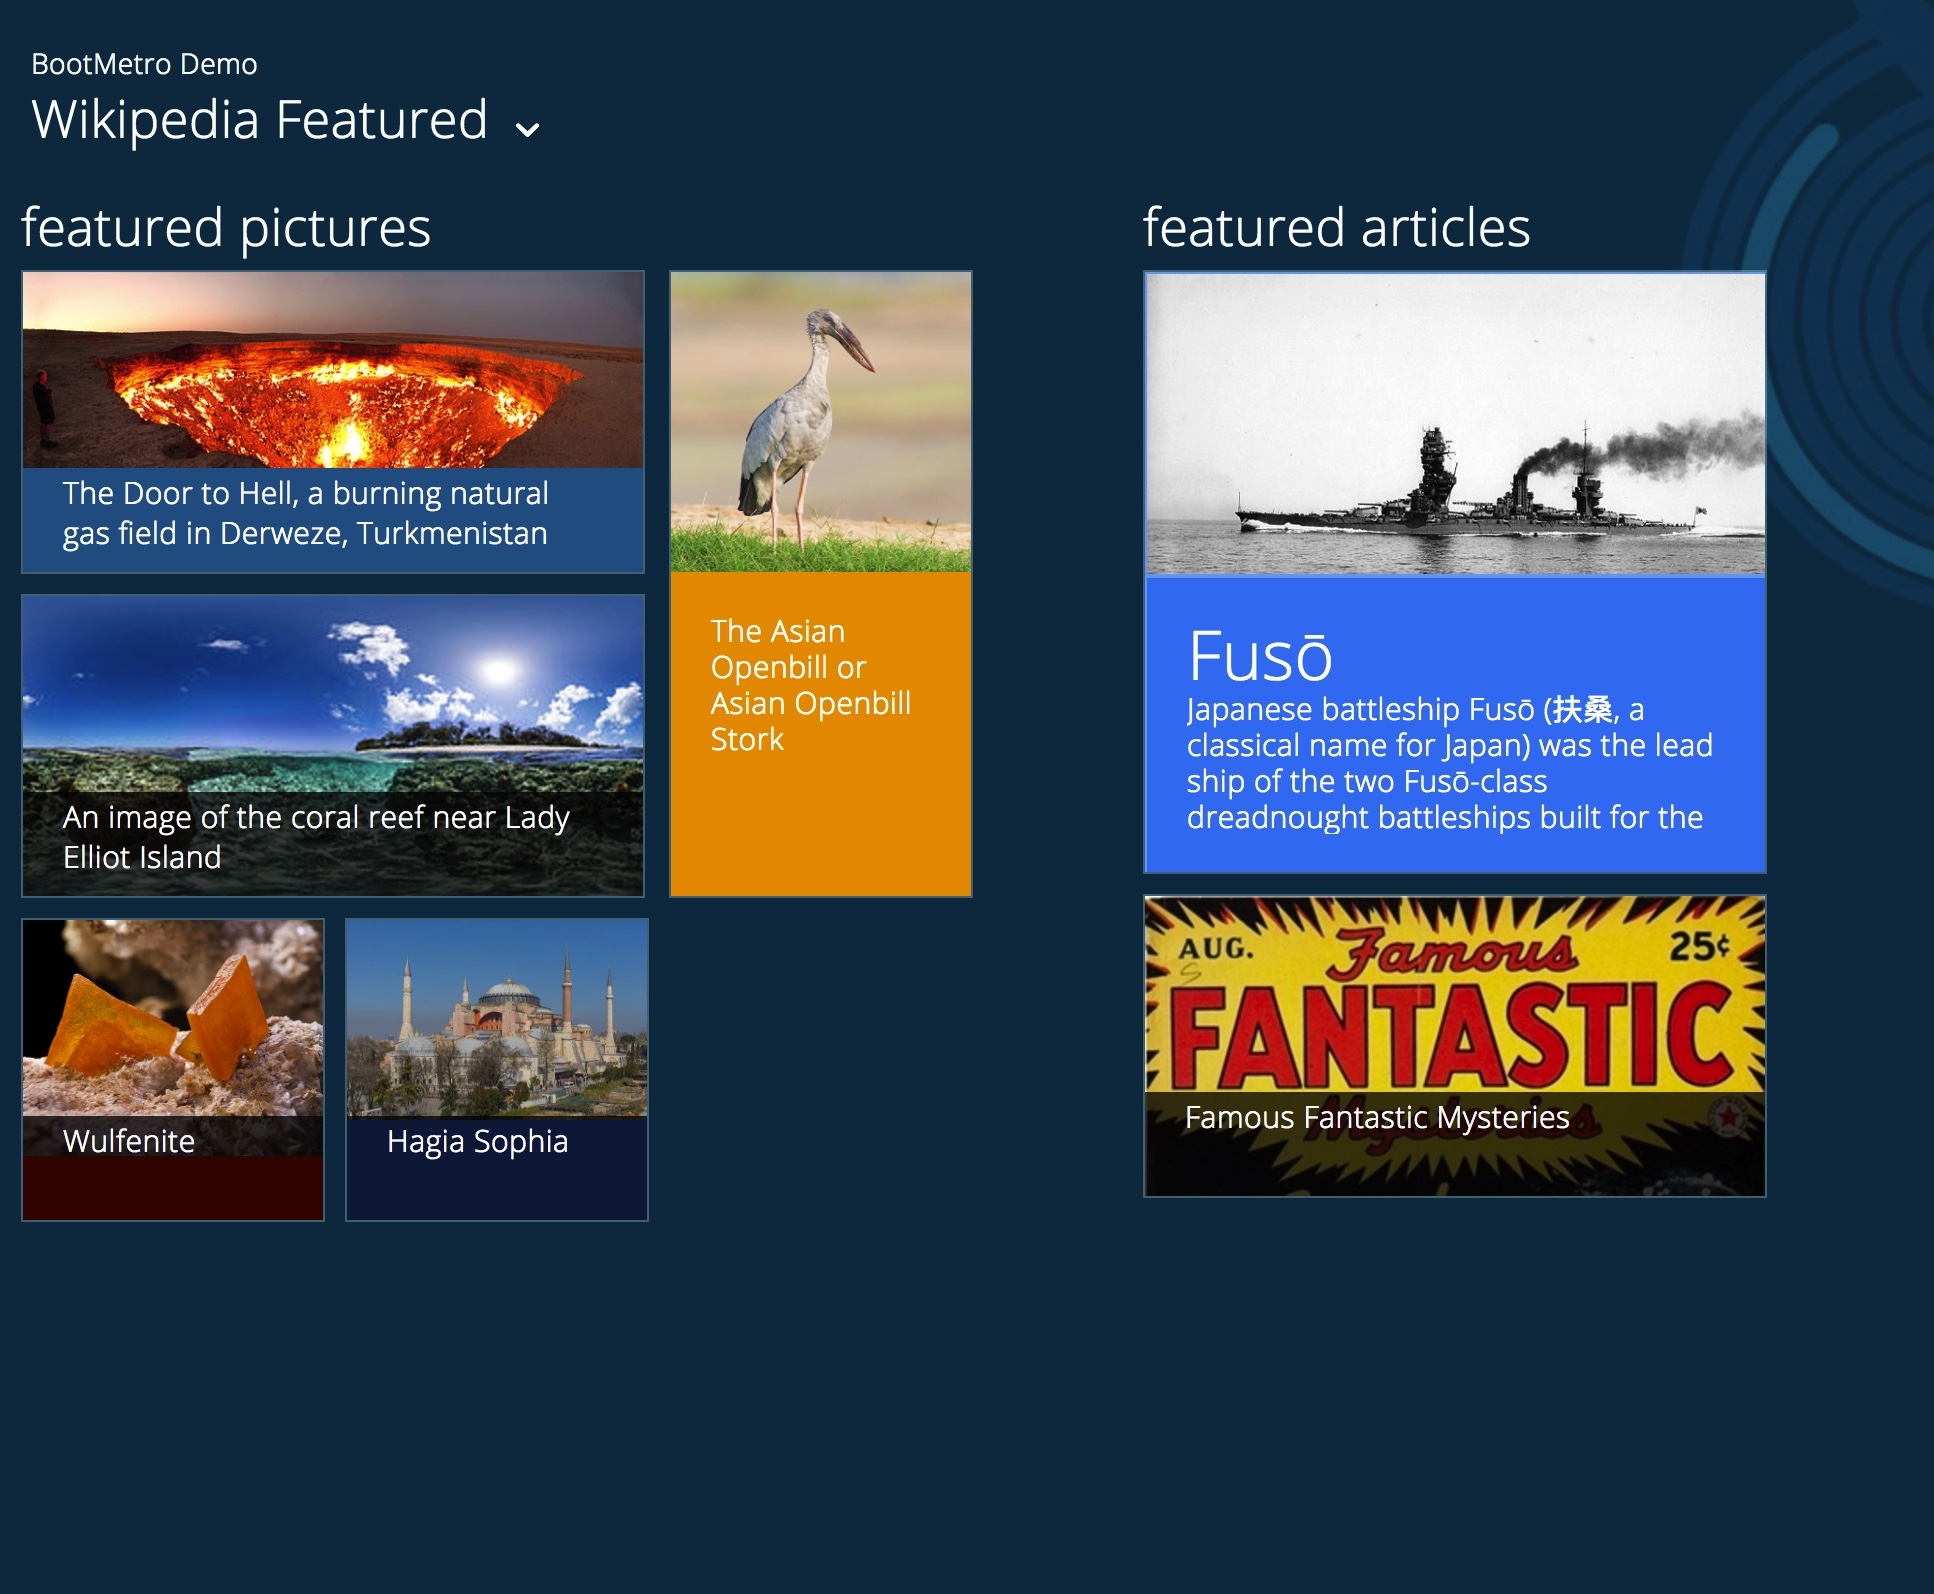 BootMetro Demo
Wikipedia Featured
featured pictures
The Door to Hell, a burning natural
gas field in Derweze, Turkmenistan
The Asian
Openbill or
Asian Openbill
Stork
An image of the coral reef near Lady
Elliot Island
Wulfenite
Hagia Sophia
featured articles
Fusō
Japanese battleship Fusō (扶桑, a
classical name for Japan) was the lead
ship of the two Fusō-class
dreadnought battleships built for the
AUG.
Famous
25¢
FANTASTIC
Mysteries
Famous Fantastic Mysteries